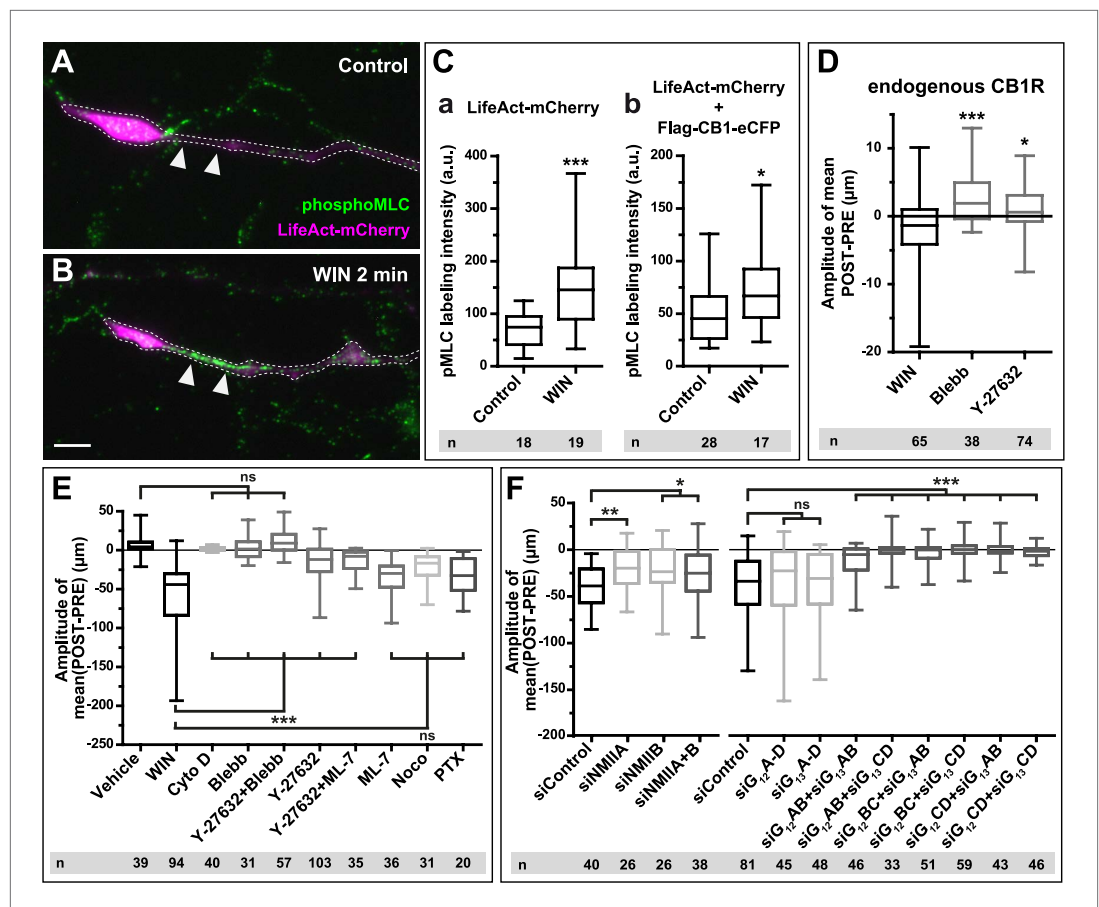 A
Control
phosphoMLC
LifeAct-mCherry
B
WIN 2 min
C
a LifeAct-mCherry
pMLC labeling intensity (a.u.)
400
300
200
150
100
50
0
***
Control
WIN
n 18 19
b LifeAct-mCherry
+
Flag-CB1-eCFP
pMLC labeling intensity (a.u.)
200
150
100
50
0
*
Control
WIN
n 28 17
D
endogenous CB1R
Amplitude of mean
POST-PRE (µm)
20
10
0
-10
-20
***
*
WIN
Blebb
Y-27632
n 65 38 74
E
Amplitude of
mean(POST-PRE) (µm)
50
0
-50
-100
-150
-200
-250
ns
***
ns
Vehicle
WIN
Cyto D
Blebb
Y-27632+Blebb
Y-27632
Y-27632+ML-7
ML-7
Noco
PTX
n 39 94 40 31 57 103 35 36 31 20
F
Amplitude of
mean(POST-PRE) (µm)
50
0
-50
-100
-150
-200
**
*
ns
***
siControl
siNMIIA
siNMIIB
siNMIIA+B
siControl
siG₁₂A-D
siG₁₃A-D
siG₁₂AB+siG₁₃AB
siG₁₂AB+siG₁₃CD
siG₁₂BC+siG₁₃AB
siG₁₂BC+siG₁₃CD
siG₁₂CD+siG₁₃AB
siG₁₂CD+siG₁₃CD
n 40 26 26 38 81 45 48 46 33 51 59 43 46